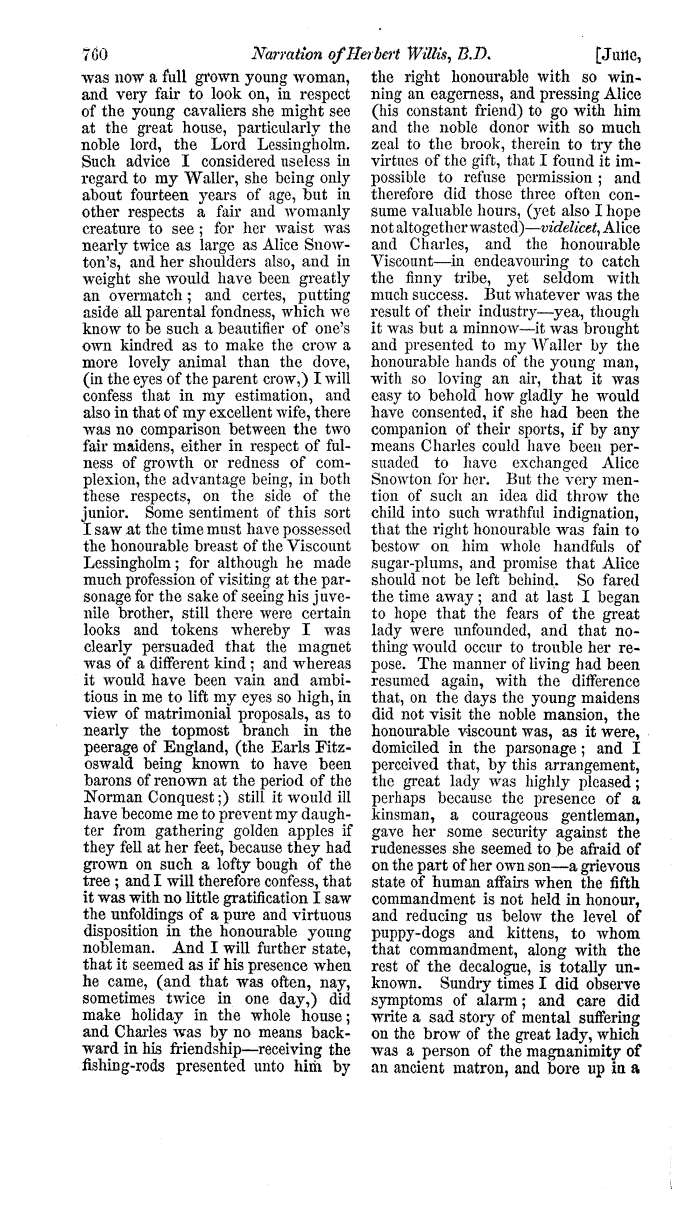 760
Narration of Herbert Willis, B.D.
[June,
was now a full grown young woman,
and very fair to look on, in respect
of the young cavaliers she might see
at the great house, particularly the
noble lord, the Lord Lessingholm.
Such advice I considered useless in
regard to my Waller, she being only
about fourteen years of age, but in
other respects a fair and womanly
creature to see; for her waist was
nearly twice as large as Alice Snow-
ton's, and her shoulders also, and in
weight she would have been greatly
an overmatch; and certes, putting
aside all parental fondness, which we
know to be such a beautifier of one's
own kindred as to make the crow a
more lovely animal than the dove,
(in the eyes of the parent crow,) I will
confess that in my estimation, and
also in that of my excellent wife, there
was no comparison between the two
fair maidens, either in respect of ful-
ness of growth or redness of com-
plexion, the advantage being, in both
these respects, on the side of the
junior. Some sentiment of this sort
I saw at the time must have possessed
the honourable breast of the Viscount
Lessingholm; for although he made
much profession of visiting at the par-
sonage for the sake of seeing his juve-
nile brother, still there were certain
looks and tokens whereby I was
clearly persuaded that the magnet
was of a different kind; and whereas
it would have been vain and ambi-
tious in me to lift my eyes so high, in
view of matrimonial proposals, as to
nearly the topmost branch in the
peerage of England, (the Earls Fitz-
oswald being known to have been
barons of renown at the period of the
Norman Conquest;) still it would ill
have become me to prevent my daugh-
ter from gathering golden apples if
they fell at her feet, because they had
grown on such a lofty bough of the
tree; and I will therefore confess, that
it was with no little gratification I saw
the unfoldings of a pure and virtuous
disposition in the honourable young
nobleman. And I will further state,
that it seemed as if his presence when
he came, (and that was often, nay,
sometimes twice in one day,) did
make holiday in the whole house;
and Charles was by no means back-
ward in his friendship—receiving the
fishing-rods presented unto him by
the right honourable with so win-
ning an eagerness, and pressing Alice
(his constant friend) to go with him
and the noble donor with so much
zeal to the brook, therein to try the
virtues of the gift, that I found it im-
possible to refuse permission; and
therefore did those three often con-
sume valuable hours, (yet also I hope
not altogether wasted)—videlicet, Alice
and Charles, and the honourable
Viscount—in endeavouring to catch
the finny tribe, yet seldom with
much success. But whatever was the
result of their industry—yea, though
it was but a minnow—it was brought
and presented to my Waller by the
honourable hands of the young man,
with so loving an air, that it was
easy to behold how gladly he would
have consented, if she had been the
companion of their sports, if by any
means Charles could have been per-
suaded to have exchanged Alice
Snowton for her. But the very men-
tion of such an idea did throw the
child into such wrathful indignation,
that the right honourable was fain to
bestow on him whole handfuls of
sugar-plums, and promise that Alice
should not be left behind. So fared
the time away; and at last I began
to hope that the fears of the great
lady were unfounded, and that no-
thing would occur to trouble her re-
pose. The manner of living had been
resumed again, with the difference
that, on the days the young maidens
did not visit the noble mansion, the
honourable viscount was, as it were,
domiciled in the parsonage; and I
perceived that, by this arrangement,
the great lady was highly pleased;
perhaps because the presence of a
kinsman, a courageous gentleman,
gave her some security against the
rudenesses she seemed to be afraid of
on the part of her own son—a grievous
state of human affairs when the fifth
commandment is not held in honour,
and reducing us below the level of
puppy-dogs and kittens, to whom
that commandment, along with the
rest of the decalogue, is totally un-
known. Sundry times I did observe
symptoms of alarm; and care did
write a sad story of mental suffering
on the brow of the great lady, which
was a person of the magnanimity of
an ancient matron, and bore up in a